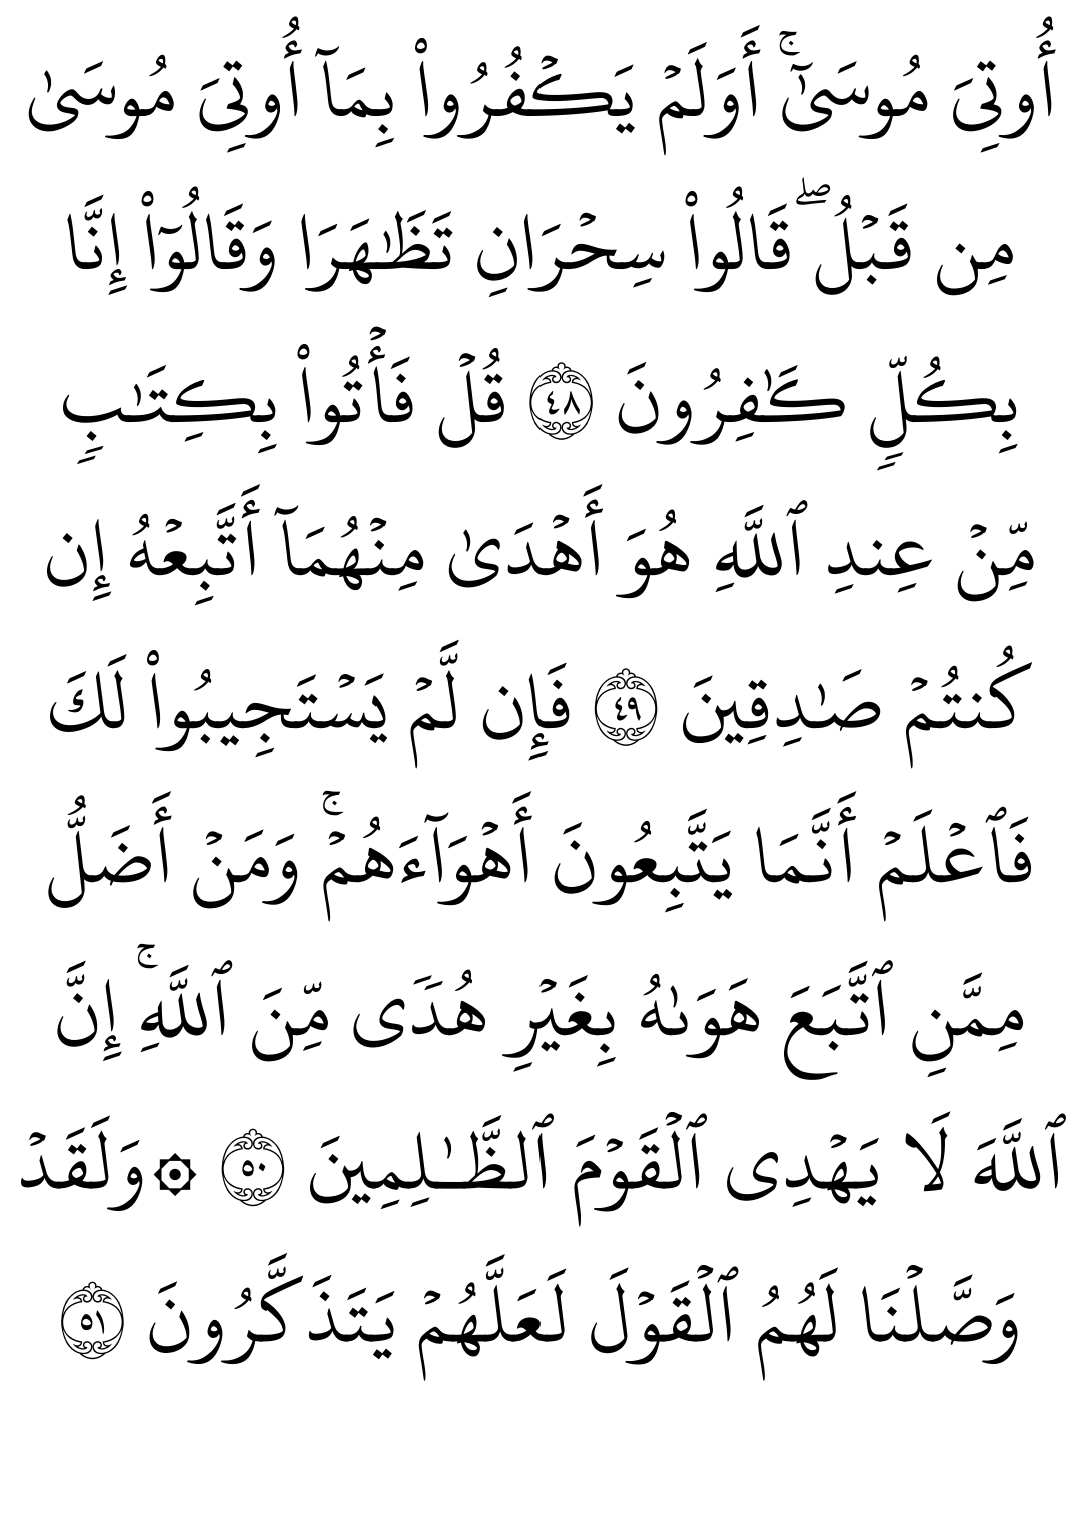 أُوتِيَ مُوسَىٰٓۚ أَوَلَمۡ يَكۡفُرُواْ بِمَآ أُوتِيَ مُوسَىٰ
مِن قَبۡلُۖ قَالُواْ سِحۡرَانِ تَظَٰهَرَا وَقَالُوٓاْ إِنَّا
بِكُلّٖ كَٰفِرُونَ ٤٨ قُلۡ فَأۡتُواْ بِكِتَٰبٖ
مِّنۡ عِندِ ٱللَّهِ هُوَ أَهۡدَىٰ مِنۡهُمَآ أَتَّبِعۡهُ إِن
كُنتُمۡ صَٰدِقِينَ ٤٩ فَإِن لَّمۡ يَسۡتَجِيبُواْ لَكَ
فَٱعۡلَمۡ أَنَّمَا يَتَّبِعُونَ أَهۡوَآءَهُمۡۚ وَمَنۡ أَضَلُّ
مِمَّنِ ٱتَّبَعَ هَوَىٰهُ بِغَيۡرِ هُدٗى مِّنَ ٱللَّهِۚ إِنَّ
ٱللَّهَ لَا يَهۡدِي ٱلۡقَوۡمَ ٱلظَّٰلِمِينَ ٥٠ ۞وَلَقَدۡ
وَصَّلۡنَا لَهُمُ ٱلۡقَوۡلَ لَعَلَّهُمۡ يَتَذَكَّرُونَ ٥١